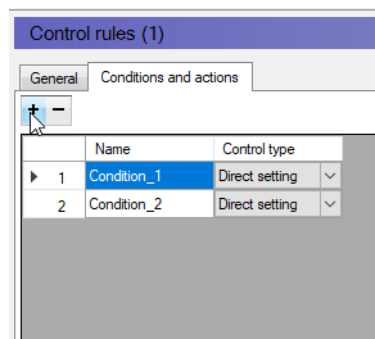 Control rules (1)
General Conditions and actions
+ −
Name Control type
1 Condition_1 Direct setting
2 Condition_2 Direct setting